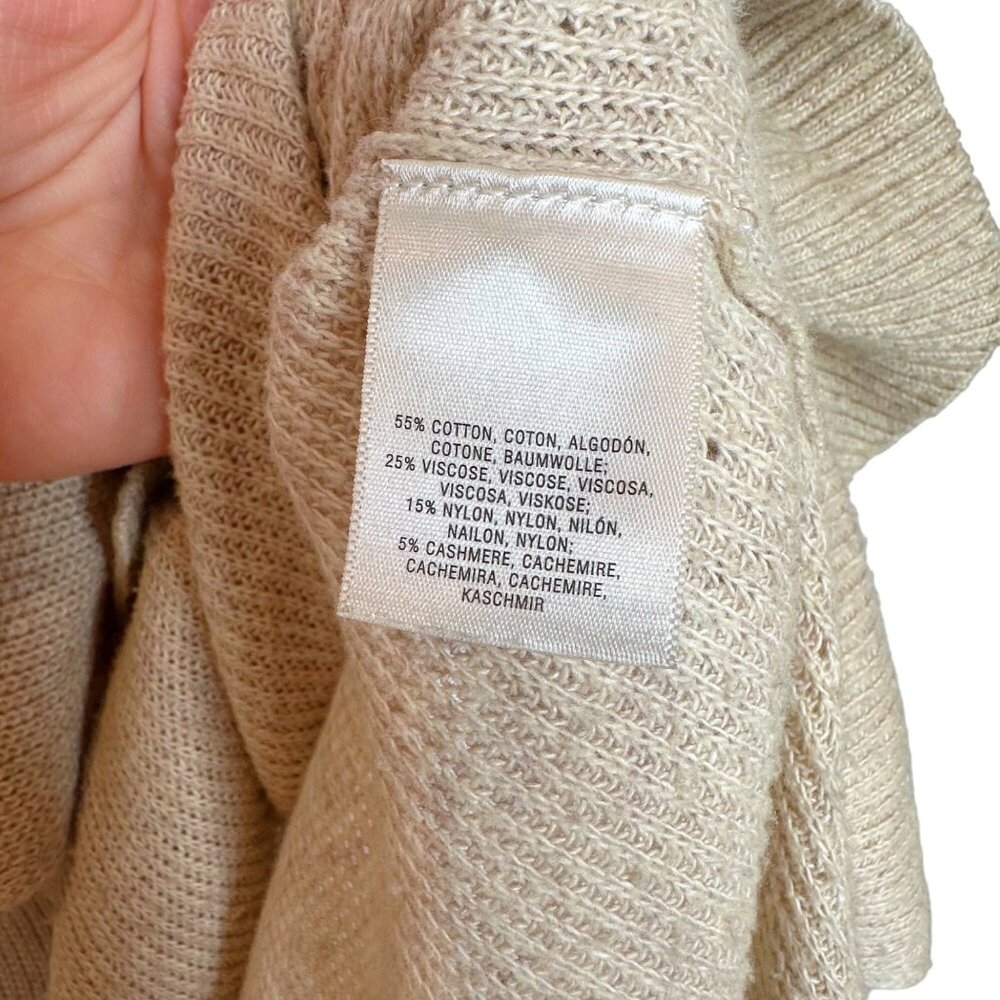 55% COTTON, COTON, ALGODÓN,
COTONE, BAUMWOLLE;
25% VISCOSE, VISCOSE, VISCOSA,
VISCOSA, VISKOSE;
15% NYLON, NYLON, NILÓN,
NAILON, NYLON;
5% CASHMERE, CACHEMIRE,
CACHEMIRA, CACHEMIRE,
KASCHMIR